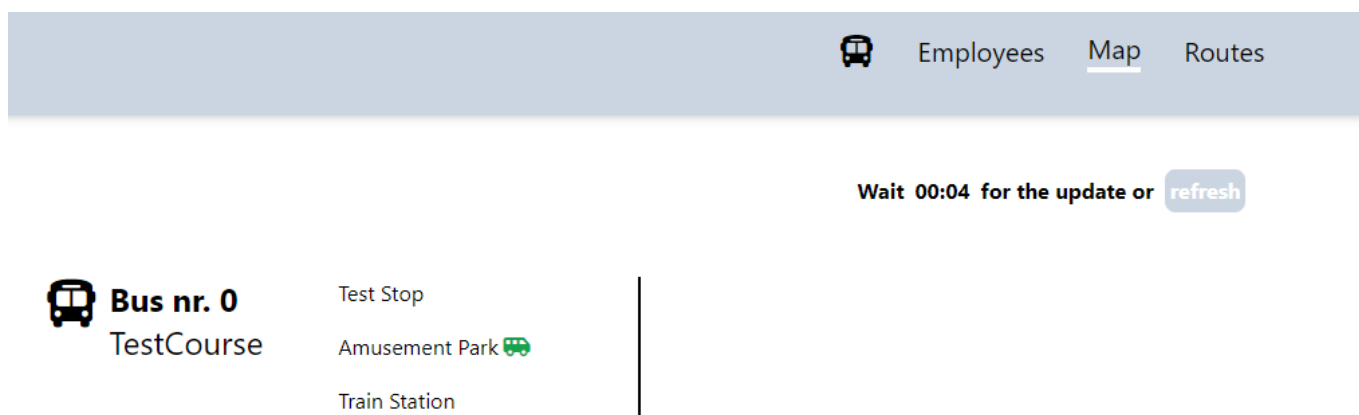 Employees Map Routes
Wait 00:04 for the update or refresh
Bus nr. 0
TestCourse
Test Stop
Amusement Park
Train Station